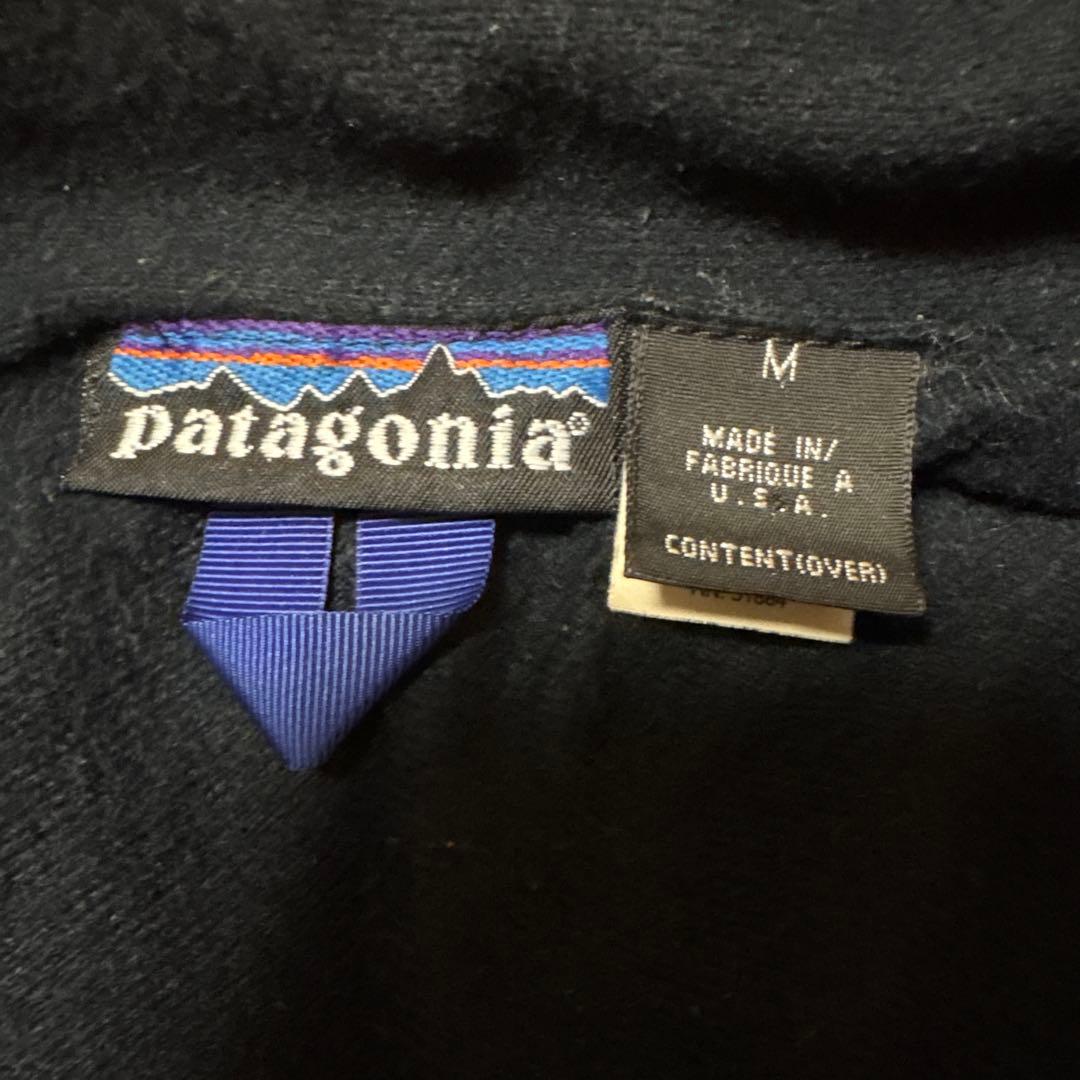 patagonia®
M
MADE IN/
FABRIQUE A
U.S.A.
CONTENT(OVER)